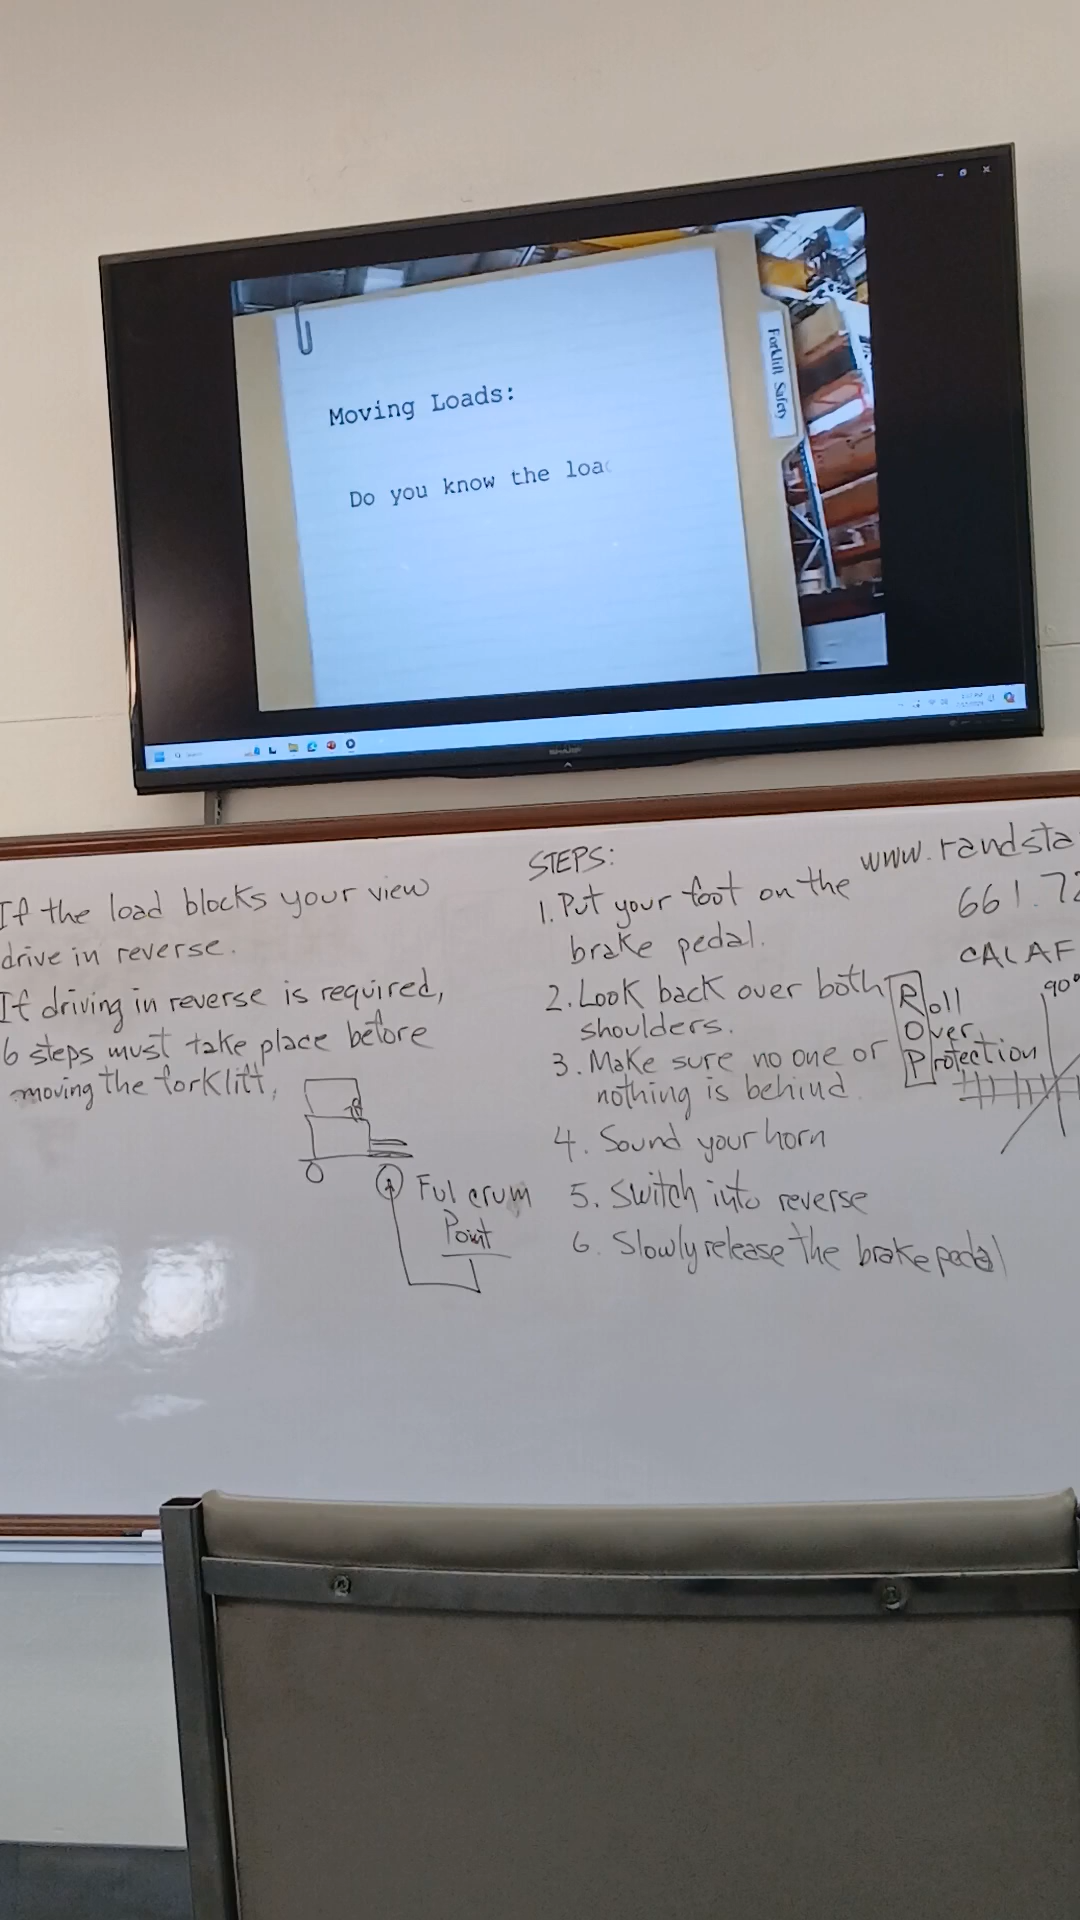 Moving Loads:
Do you know the loa
Forklift Safety
SHARP
If the load blocks your view
drive in reverse.
If driving in reverse is required,
6 steps must take place before
moving the forklift,
Fulcrum
Point
STEPS:
1. Put your foot on the
brake pedal.
2. Look back over both
shoulders.
3. Make sure no one or
nothing is behind.
4. Sound your horn
5. Switch into reverse
6. Slowly release the brake pedal
www.randsta
661.72
CALAF
Roll
Over
Protection
90°